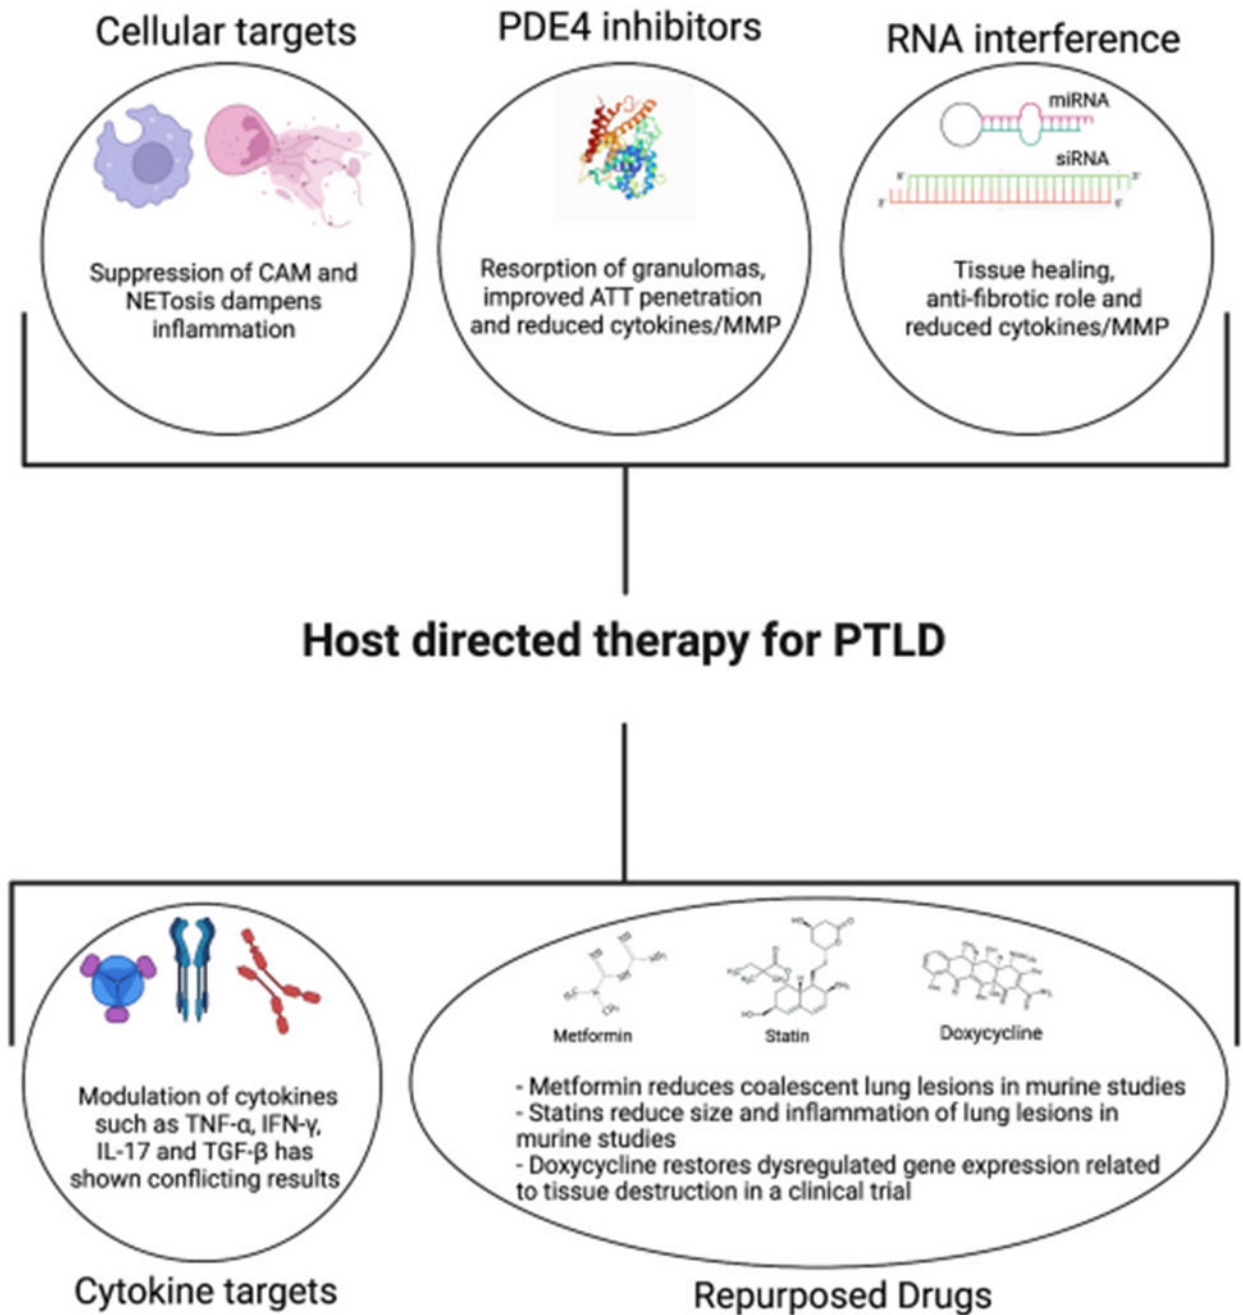 Cellular targets
PDE4 inhibitors
RNA interference
miRNA
siRNA
Suppression of CAM and
NETosis dampens
inflammation
Resorption of granulomas,
improved ATT penetration
and reduced cytokines/MMP
Tissue healing,
anti-fibrotic role and
reduced cytokines/MMP
Host directed therapy for PTLD
Metformin
Statin
Doxycycline
Modulation of cytokines
such as TNF-α, IFN-γ,
IL-17 and TGF-β has
shown conflicting results
- Metformin reduces coalescent lung lesions in murine studies
- Statins reduce size and inflammation of lung lesions in
murine studies
- Doxycycline restores dysregulated gene expression related
to tissue destruction in a clinical trial
Cytokine targets
Repurposed Drugs